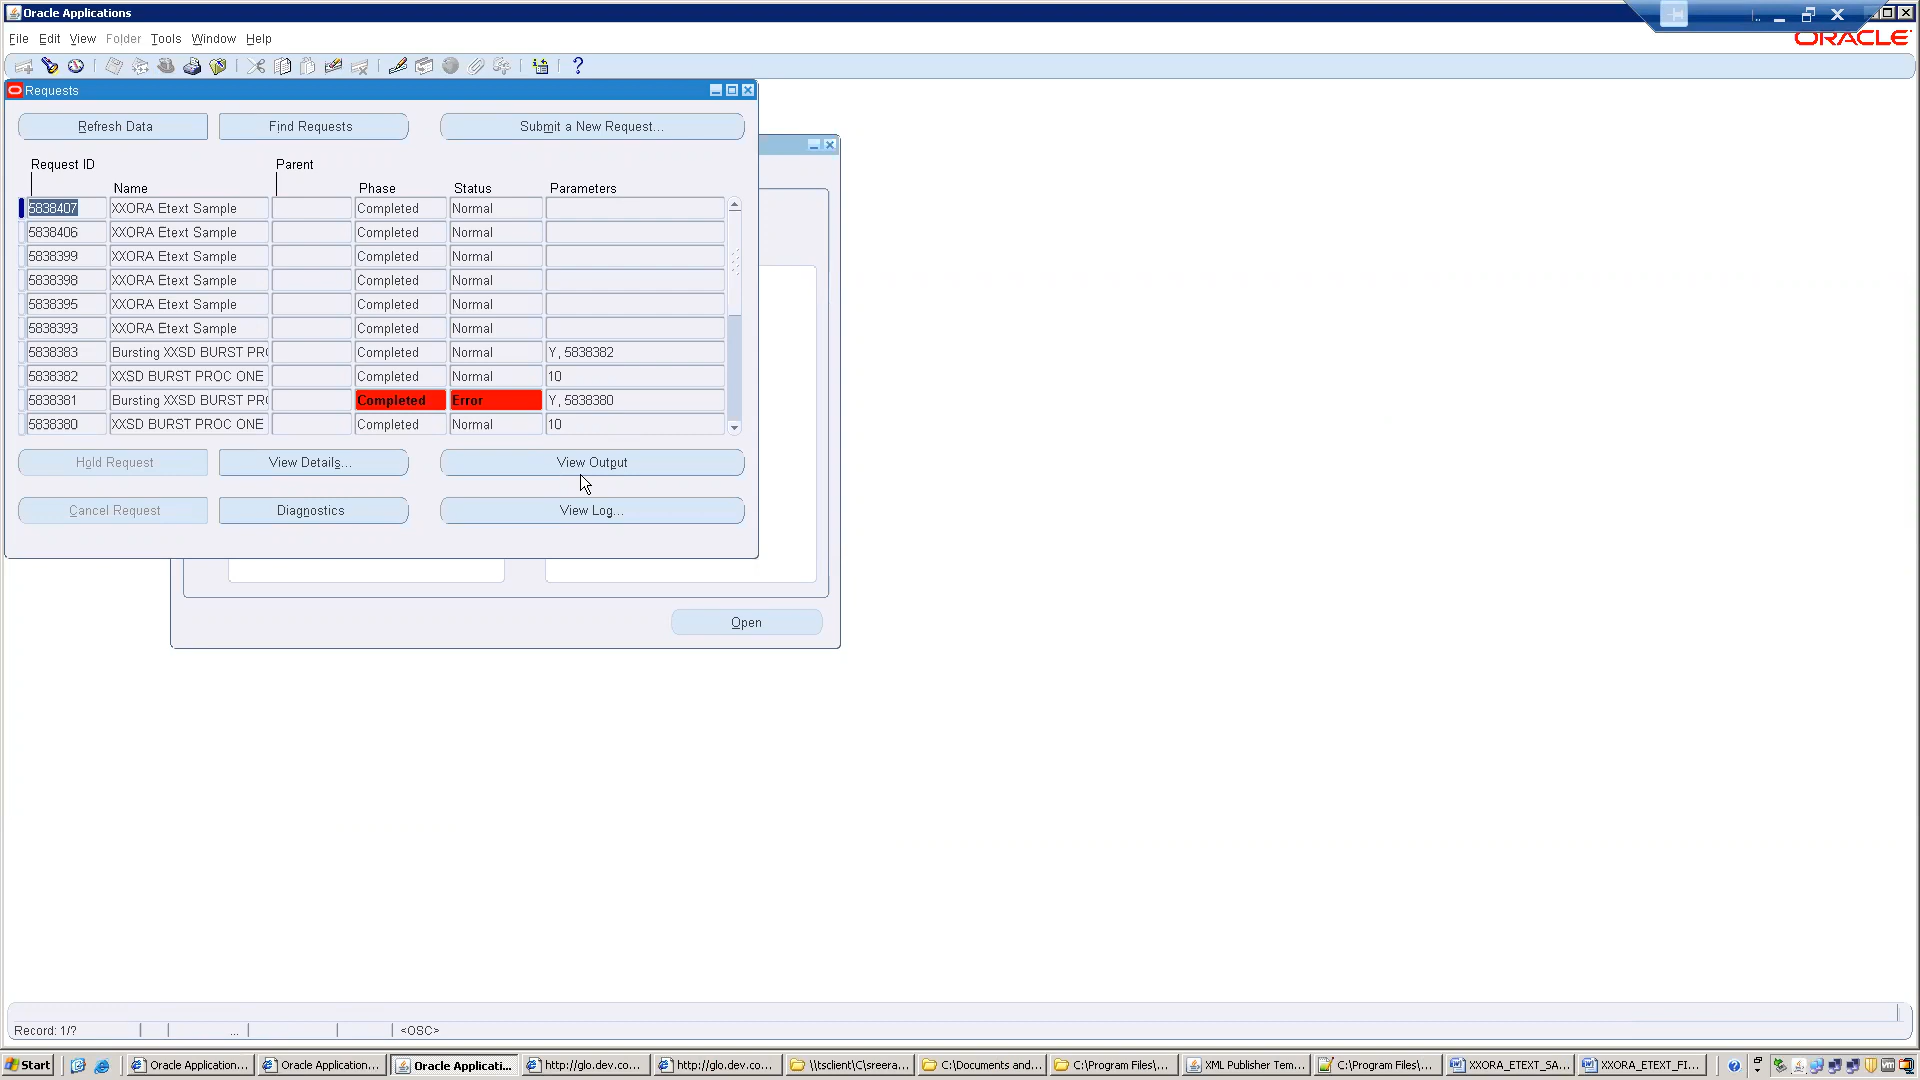 Oracle Applications
File Edit View Folder Tools Window Help
ORACLE
Requests
Refresh Data Find Requests Submit a New Request...
Request ID Parent
Name Phase Status Parameters
5838407 XXORA Etext Sample Completed Normal
5838406 XXORA Etext Sample Completed Normal
5838399 XXORA Etext Sample Completed Normal
5838398 XXORA Etext Sample Completed Normal
5838395 XXORA Etext Sample Completed Normal
5838393 XXORA Etext Sample Completed Normal
5838383 Bursting XXSD BURST PR Completed Normal Y, 5838382
5838382 XXSD BURST PROC ONE Completed Normal 10
5838381 Bursting XXSD BURST PR Completed Error Y, 5838380
5838380 XXSD BURST PROC ONE Completed Normal 10
Hold Request View Details... View Output
Cancel Request Diagnostics View Log...
Open
Record: 1/? ... <OSC>
Start Oracle Application... Oracle Application... Oracle Applicati... http://glo.dev.co... http://glo.dev.co... \\tsclient\C\sreera... C:\Documents and... C:\Program Files\... XML Publisher Tem... C:\Program Files\... XXORA_ETEXT_SA... XXORA_ETEXT_FI...